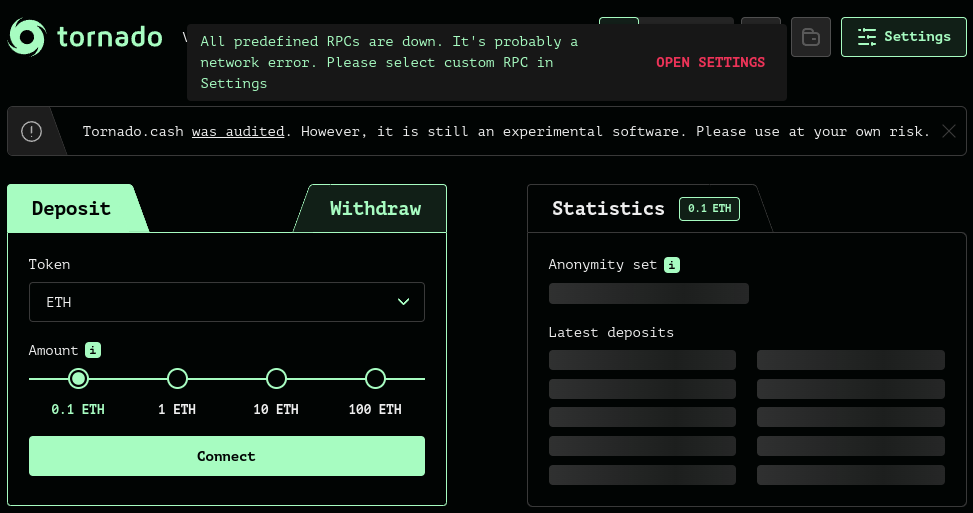 tornado
All predefined RPCs are down. It's probably a
network error. Please select custom RPC in
Settings
OPEN SETTINGS
Settings
Tornado.cash was audited. However, it is still an experimental software. Please use at your own risk.
Deposit
Withdraw
Token
ETH
Amount i
0.1 ETH
1 ETH
10 ETH
100 ETH
Connect
Statistics 0.1 ETH
Anonymity set i
Latest deposits